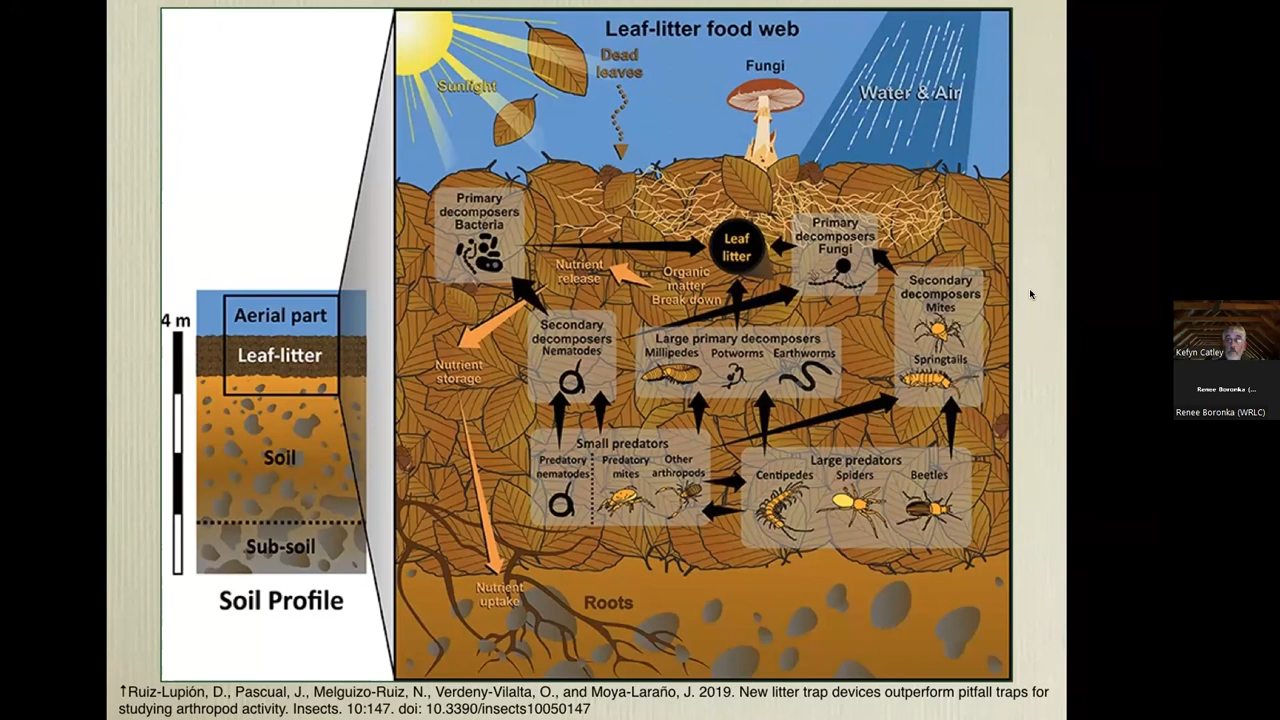 Leaf-litter food web
Dead
leaves
Fungi
Sunlight
Water & Air
Primary
decomposers
Bacteria
Leaf
litter
Primary
decomposers
Fungi
Nutrient
release
Organic
matter
Break down
Secondary
decomposers
Mites
Springtails
Secondary
decomposers
Nematodes
Large primary decomposers
Millipedes Potworms Earthworms
Nutrient
storage
Small predators
Predatory
nematodes
Predatory
mites
Other
arthropods
Large predators
Centipedes Spiders Beetles
Nutrient
uptake
Roots
4 m
Aerial part
Leaf-litter
Soil
Sub-soil
Soil Profile
↑Ruiz-Lupión, D., Pascual, J., Melguizo-Ruiz, N., Verdeny-Vilalta, O., and Moya-Laraño, J. 2019. New litter trap devices outperform pitfall traps for
studying arthropod activity. Insects. 10:147. doi: 10.3390/insects10050147
Kefyn Catley
Renee Boronka (...
Renee Boronka (WRLC)